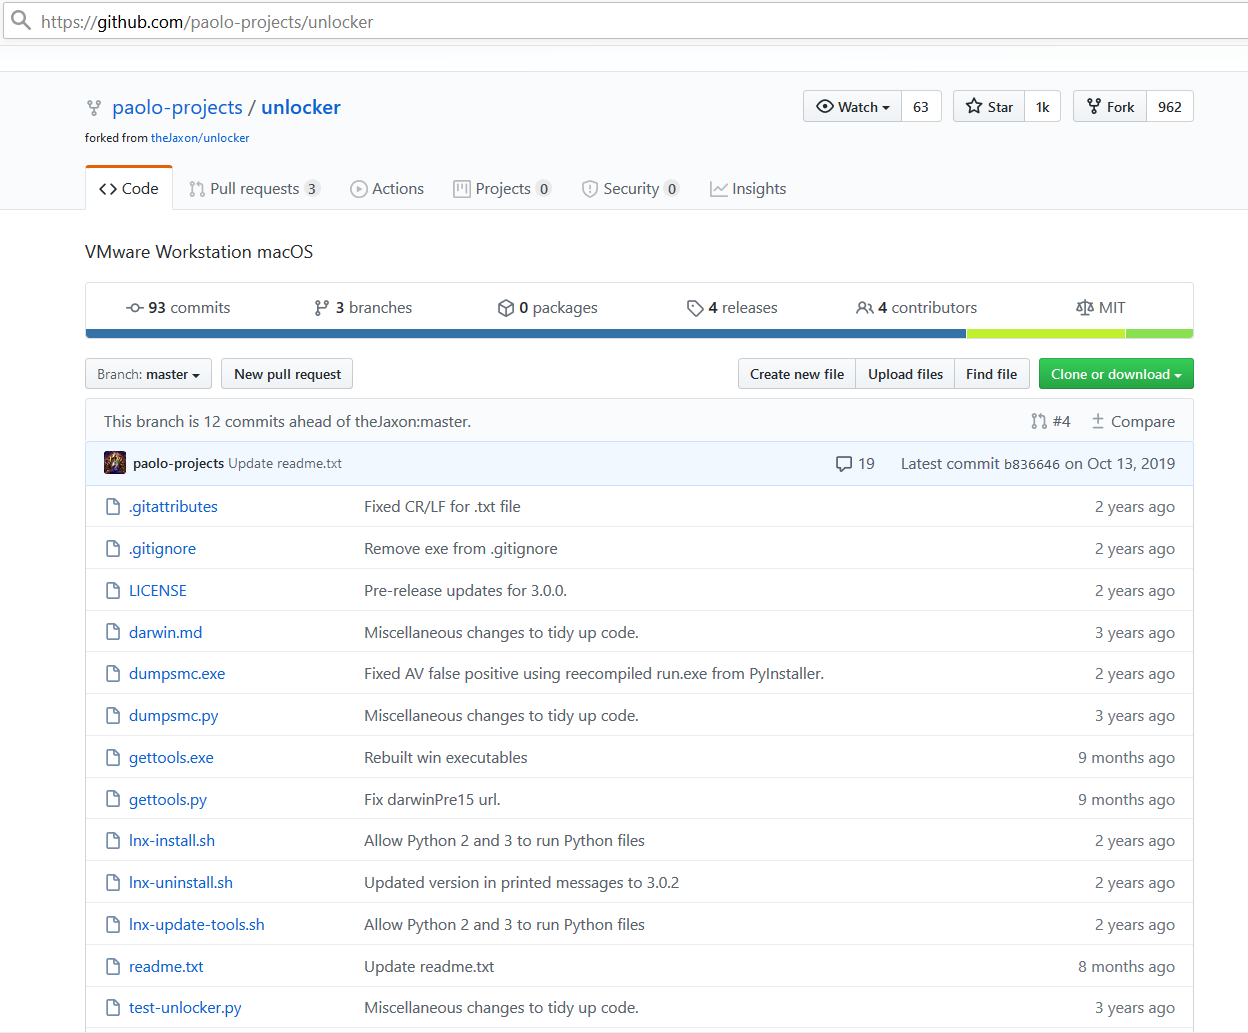 https://github.com/paolo-projects/unlocker
paolo-projects / unlocker
Watch 63 Star 1k Fork 962
forked from theJaxon/unlocker
Code Pull requests 3 Actions Projects 0 Security 0 Insights
VMware Workstation macOS
93 commits 3 branches 0 packages 4 releases 4 contributors MIT
Branch: master New pull request Create new file Upload files Find file Clone or download
This branch is 12 commits ahead of theJaxon:master. #4 Compare
paolo-projects Update readme.txt 19 Latest commit b836646 on Oct 13, 2019
.gitattributes Fixed CR/LF for .txt file 2 years ago
.gitignore Remove exe from .gitignore 2 years ago
LICENSE Pre-release updates for 3.0.0. 2 years ago
darwin.md Miscellaneous changes to tidy up code. 3 years ago
dumpsmc.exe Fixed AV false positive using reecompiled run.exe from PyInstaller. 2 years ago
dumpsmc.py Miscellaneous changes to tidy up code. 3 years ago
gettools.exe Rebuilt win executables 9 months ago
gettools.py Fix darwinPre15 url. 9 months ago
lnx-install.sh Allow Python 2 and 3 to run Python files 2 years ago
lnx-uninstall.sh Updated version in printed messages to 3.0.2 2 years ago
lnx-update-tools.sh Allow Python 2 and 3 to run Python files 2 years ago
readme.txt Update readme.txt 8 months ago
test-unlocker.py Miscellaneous changes to tidy up code. 3 years ago